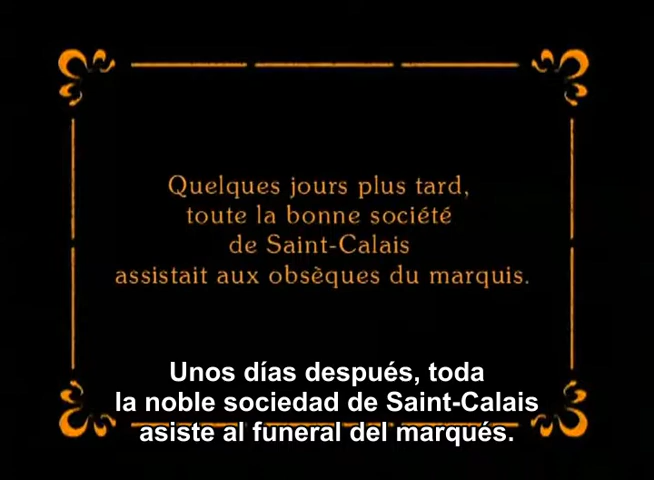 Quelques jours plus tard,
toute la bonne société
de Saint-Calais
assistait aux obsèques du marquis.
Unos días después, toda
la noble sociedad de Saint-Calais
asiste al funeral del marqués.